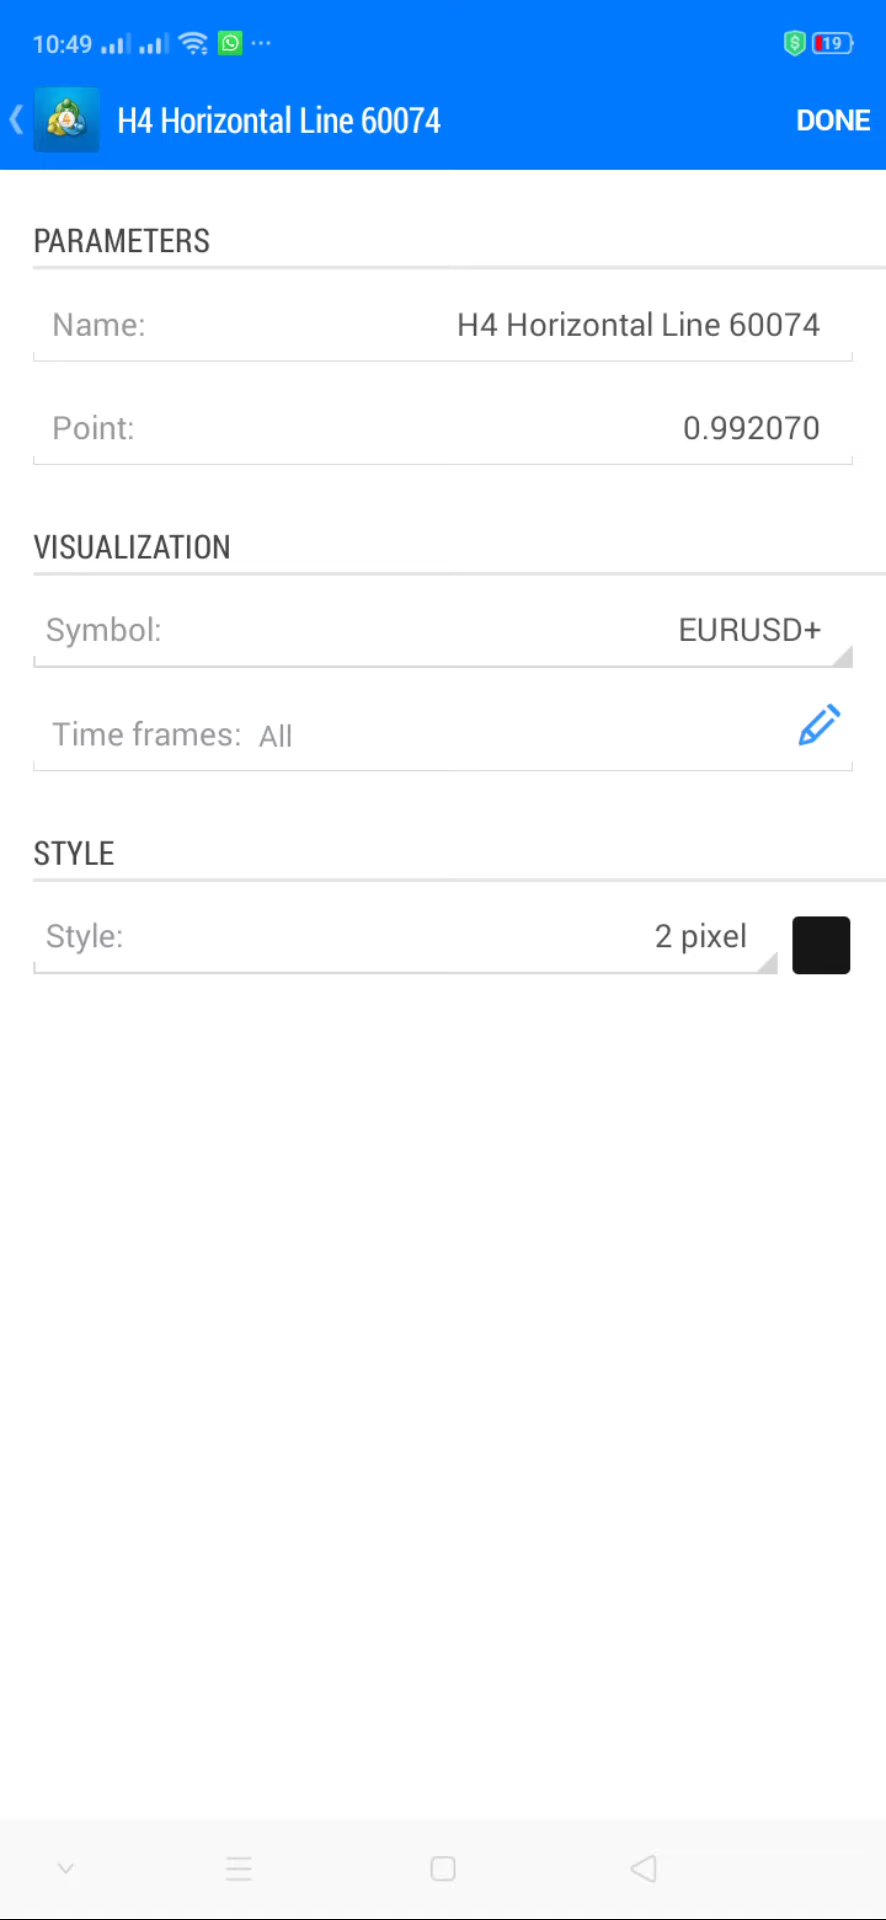 10:49 ... 19
H4 Horizontal Line 60074 DONE
PARAMETERS
Name: H4 Horizontal Line 60074
Point: 0.992070
VISUALIZATION
Symbol: EURUSD+
Time frames: All
STYLE
Style: 2 pixel